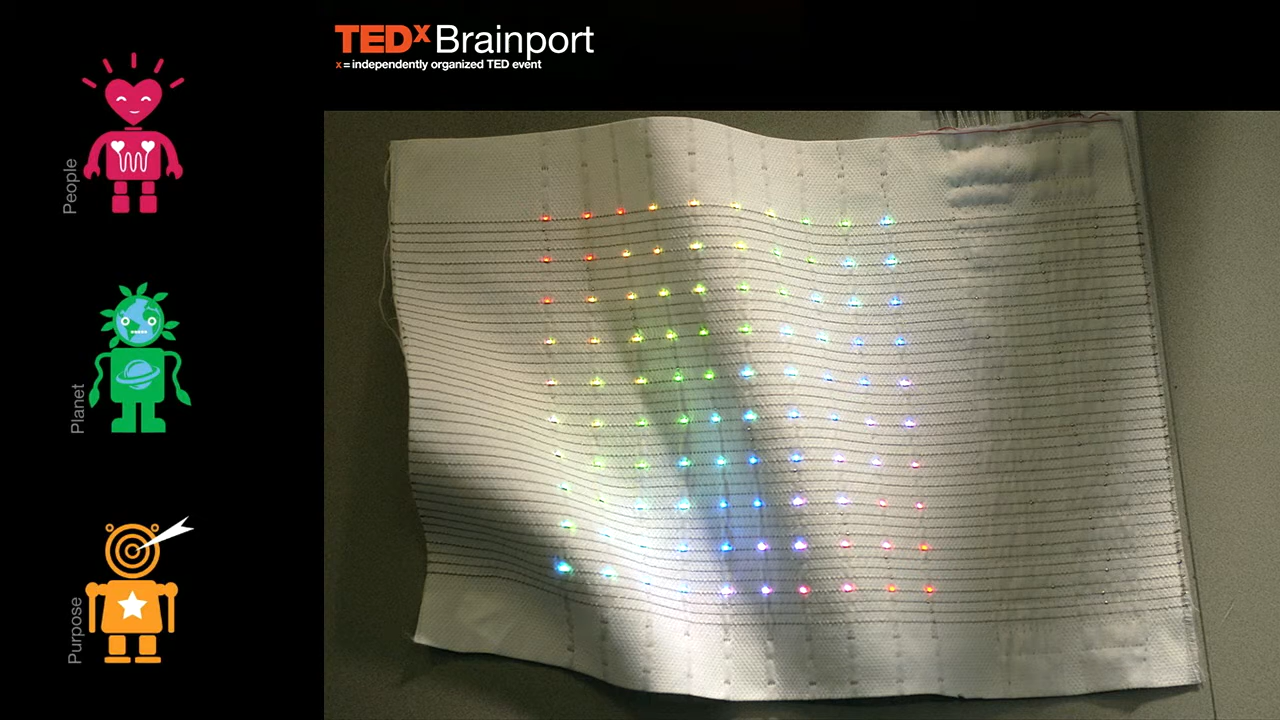 TEDxBrainport
x = independently organized TED event
People
Planet
Purpose